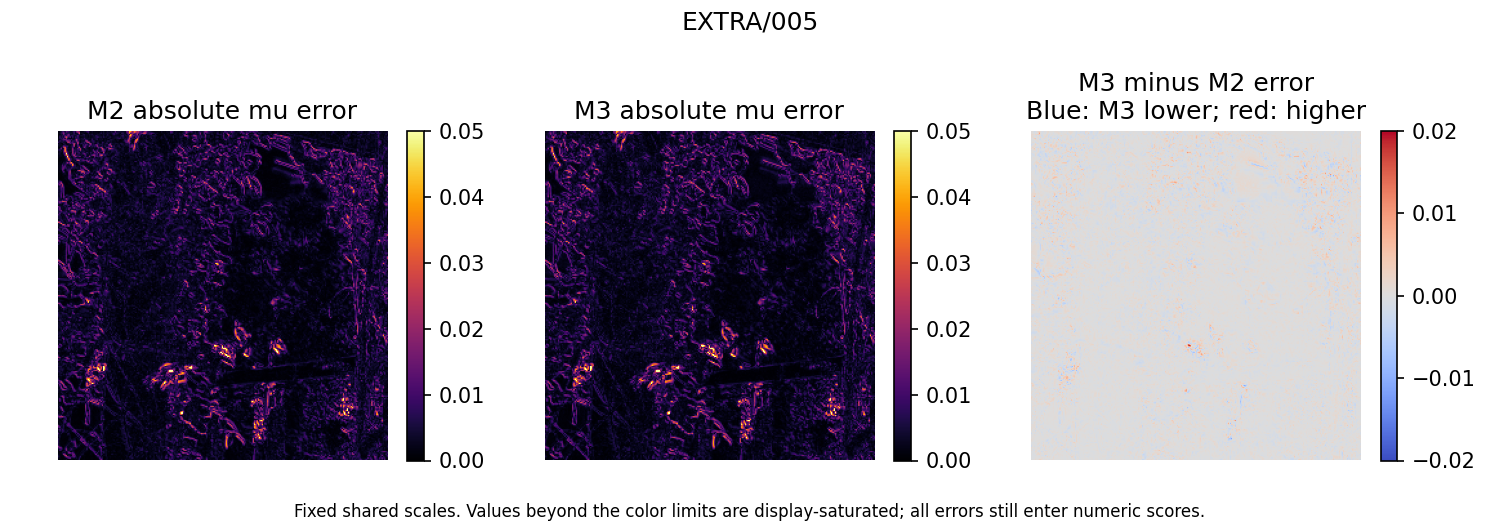 EXTRA/005
M2 absolute mu error
M3 absolute mu error
M3 minus M2 error
Blue: M3 lower; red: higher
0.05
0.04
0.03
0.02
0.01
0.00
0.05
0.04
0.03
0.02
0.01
0.00
0.02
0.01
0.00
−0.01
−0.02
Fixed shared scales. Values beyond the color limits are display-saturated; all errors still enter numeric scores.